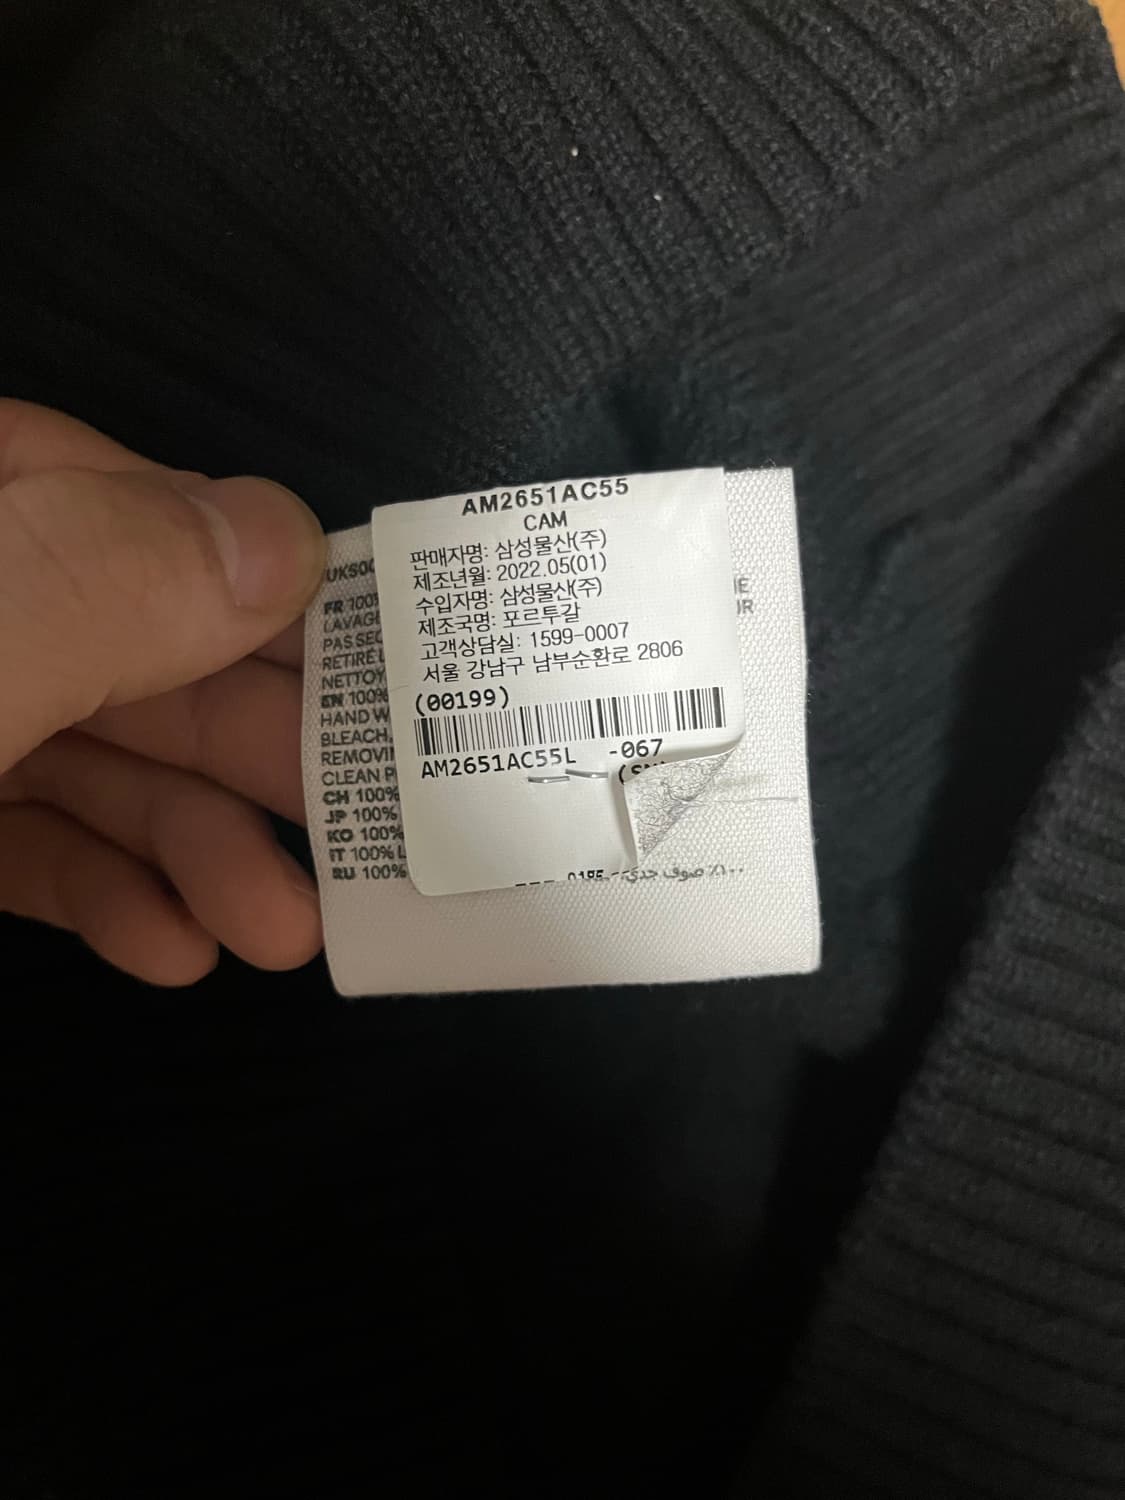 AM2651AC55
CAM
판매자명: 삼성물산(주)
제조년월: 2022.05(01)
수입자명: 삼성물산(주)
제조국명: 포르투갈
고객상담실: 1599-0007
서울 강남구 남부순환로 2806
(00199)
AM2651AC55L -067
FR 100%
PAS SEC
NETTOY
EN 100%
HAND W
BLEACH,
REMOVI
CLEAN P
CH 100%
JP 100%
KO 100%
IT 100% L
RU 100%
١٠٠٪ صوف